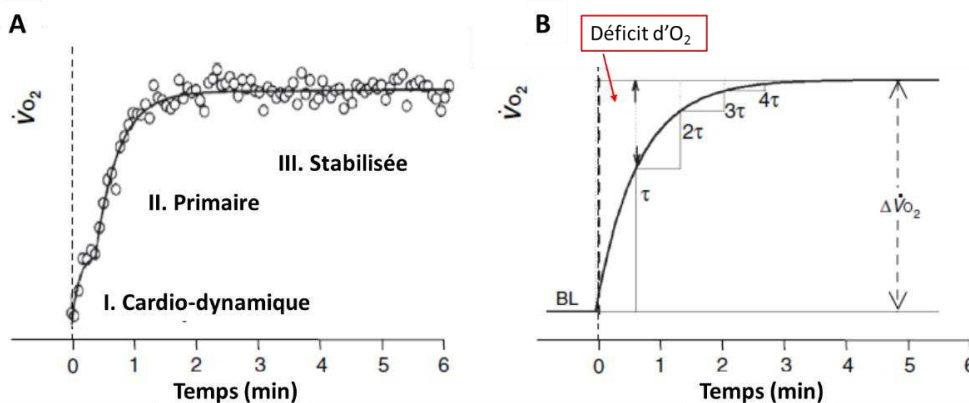 A
V̇O₂
III. Stabilisée
II. Primaire
I. Cardio-dynamique
0 1 2 3 4 5 6
Temps (min)
B
Déficit d’O₂
V̇O₂
4τ
3τ
2τ
τ
ΔV̇O₂
BL
0 1 2 3 4 5 6
Temps (min)